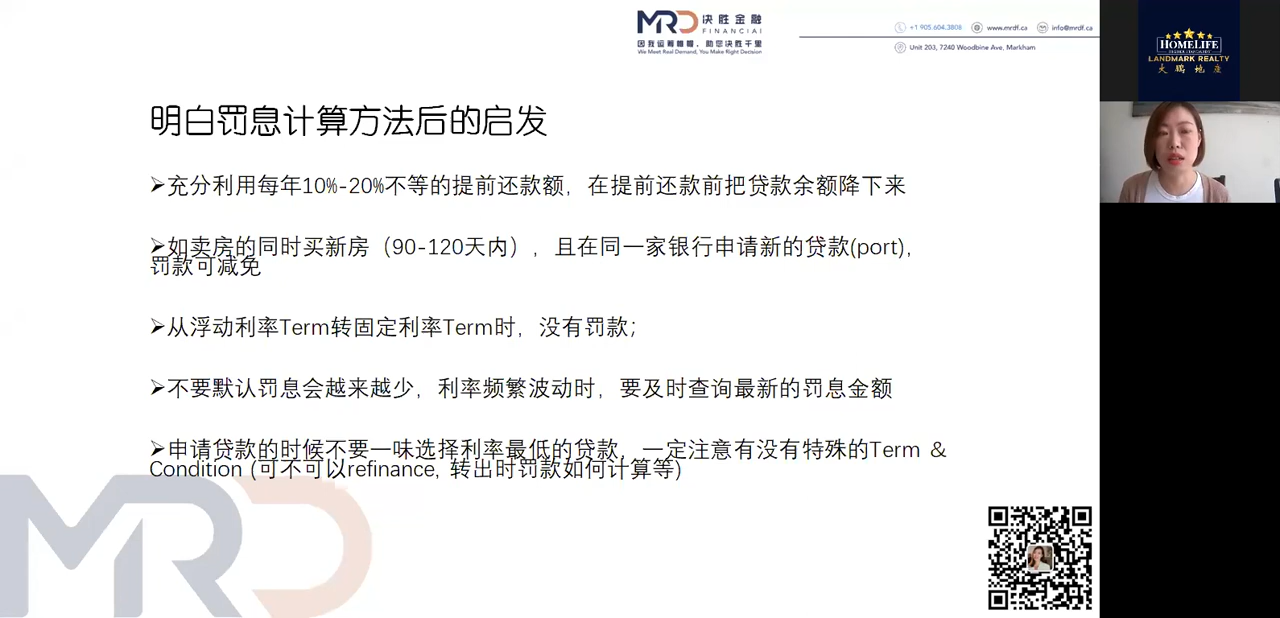 MRD 决胜金融
FINANCIAL
因我运筹帷幄,助您决胜千里
We Meet Real Demand, You Make Right Decision
+1 905.604.3808 www.mrdf.ca info@mrdf.ca
Unit 203, 7240 Woodbine Ave, Markham
HOMELIFE
LANDMARK REALTY
大鹏地产
明白罚息计算方法后的启发
➢充分利用每年10%-20%不等的提前还款额，在提前还款前把贷款余额降下来
➢如卖房的同时买新房（90-120天内），且在同一家银行申请新的贷款(port),
罚款可减免
➢从浮动利率Term转固定利率Term时，没有罚款；
➢不要默认罚息会越来越少，利率频繁波动时，要及时查询最新的罚息金额
➢申请贷款的时候不要一味选择利率最低的贷款，一定注意有没有特殊的Term &
Condition (可不可以refinance, 转出时罚款如何计算等)
MRD